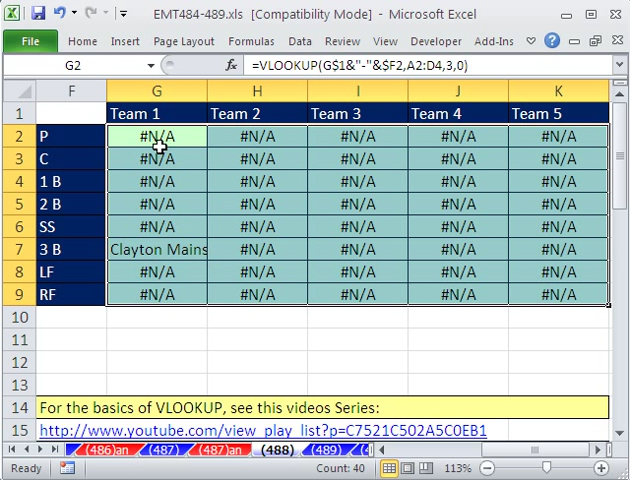 EMT484-489.xls [Compatibility Mode] - Microsoft Excel
File Home Insert Page Layout Formulas Data Review View Developer Add-Ins
G2 fx =VLOOKUP(G$1&"-"&$F2,A2:D4,3,0)
F G H I J K
1 Team 1 Team 2 Team 3 Team 4 Team 5
2 P #N/A #N/A #N/A #N/A #N/A
3 C #N/A #N/A #N/A #N/A #N/A
4 1 B #N/A #N/A #N/A #N/A #N/A
5 2 B #N/A #N/A #N/A #N/A #N/A
6 SS #N/A #N/A #N/A #N/A #N/A
7 3 B Clayton Mains #N/A #N/A #N/A #N/A
8 LF #N/A #N/A #N/A #N/A #N/A
9 RF #N/A #N/A #N/A #N/A #N/A
10
11
12
13
14 For the basics of VLOOKUP, see this videos Series:
15 http://www.youtube.com/view_play_list?p=C7521C502A5C0EB1
(486)an (487) (487)an (488) (488)an (489)
Ready Count: 40 113%